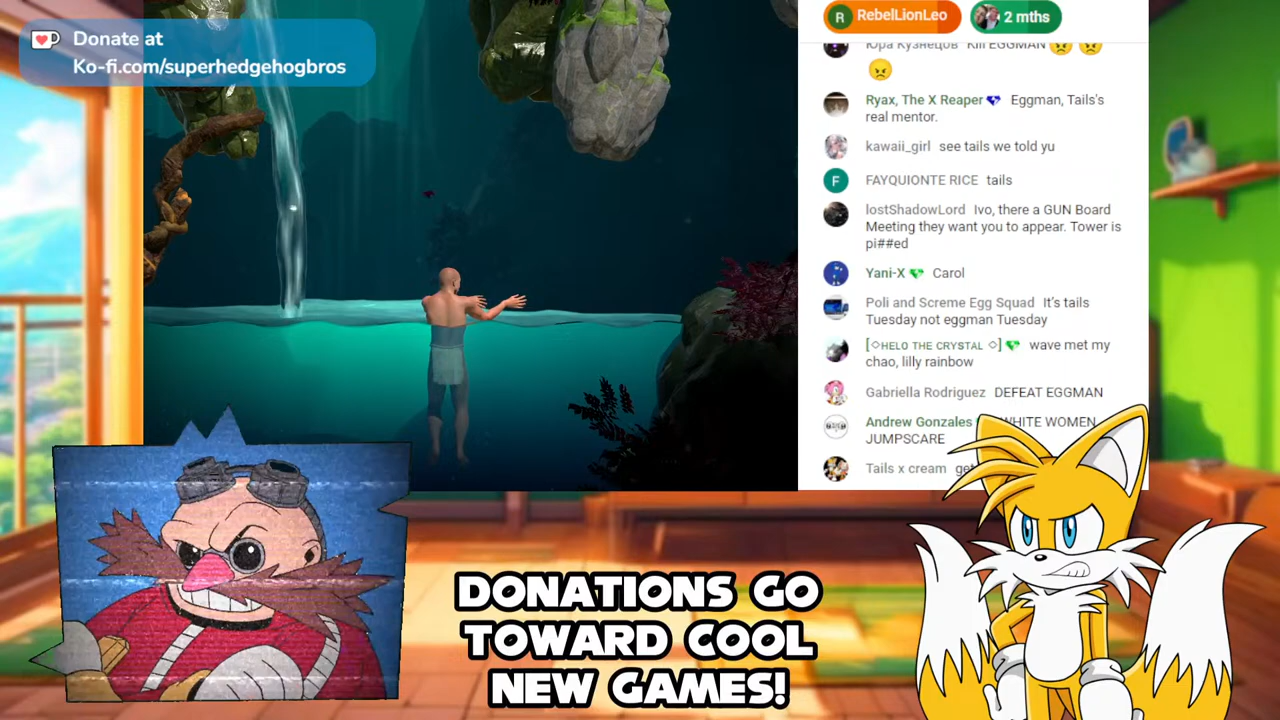 Donate at
Ko-fi.com/superhedgehogbros
R RebelLionLeo 2 mths
Юра Кузнецов Kill EGGMAN 😡 😡
😠
Ryax, The X Reaper Eggman, Tails's
real mentor.
kawaii_girl see tails we told yu
F FAYQUIONTE RICE tails
lostShadowLord Ivo, there a GUN Board
Meeting they want you to appear. Tower is
pi##ed
Yani-X Carol
Poli and Screme Egg Squad It's tails
Tuesday not eggman Tuesday
[◇HELO THE CRYSTAL ◇] wave met my
chao, lilly rainbow
Gabriella Rodriguez DEFEAT EGGMAN
Andrew Gonzales WHITE WOMEN
JUMPSCARE
Tails x cream
DONATIONS GO
TOWARD COOL
NEW GAMES!